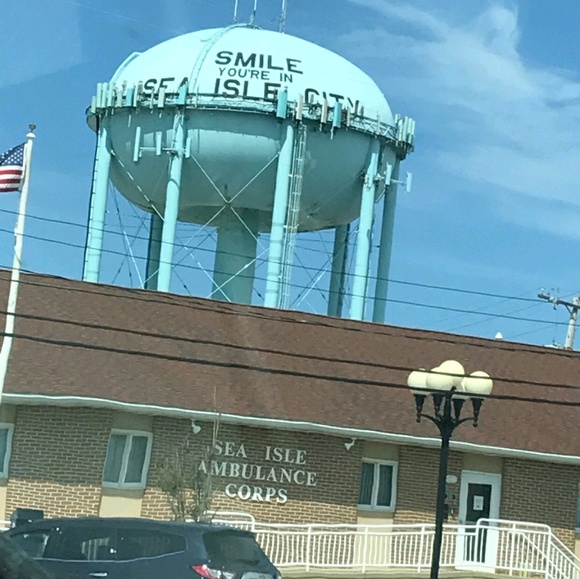 SMILE
YOU'RE IN
SEA ISLE CITY
SEA ISLE
AMBULANCE
CORPS